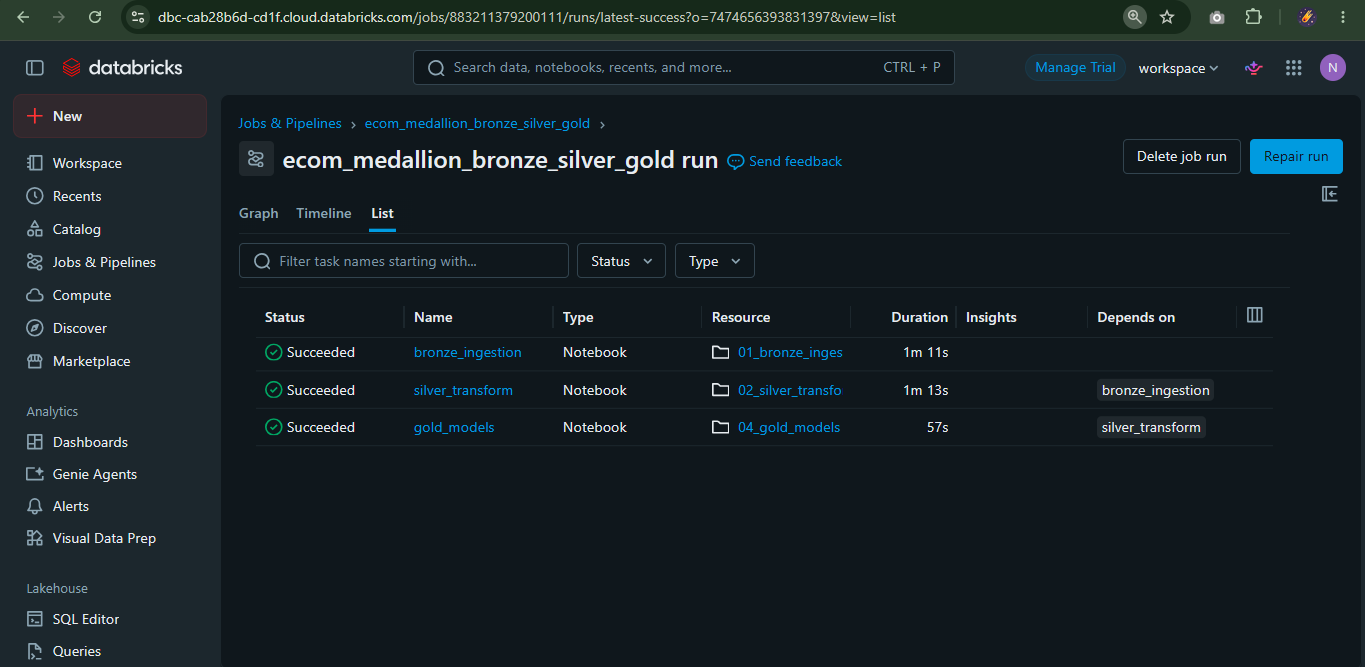 dbc-cab28b6d-cd1f.cloud.databricks.com/jobs/883211379200111/runs/latest-success?o=7474656393831397&view=list
databricks
Search data, notebooks, recents, and more... CTRL + P
Manage Trial workspace N
New
Workspace
Recents
Catalog
Jobs & Pipelines
Compute
Discover
Marketplace
Analytics
Dashboards
Genie Agents
Alerts
Visual Data Prep
Lakehouse
SQL Editor
Queries
Jobs & Pipelines › ecom_medallion_bronze_silver_gold ›
ecom_medallion_bronze_silver_gold run Send feedback
Delete job run Repair run
Graph Timeline List
Filter task names starting with... Status Type
Status Name Type Resource Duration Insights Depends on
Succeeded bronze_ingestion Notebook 01_bronze_inges 1m 11s
Succeeded silver_transform Notebook 02_silver_transfo 1m 13s bronze_ingestion
Succeeded gold_models Notebook 04_gold_models 57s silver_transform